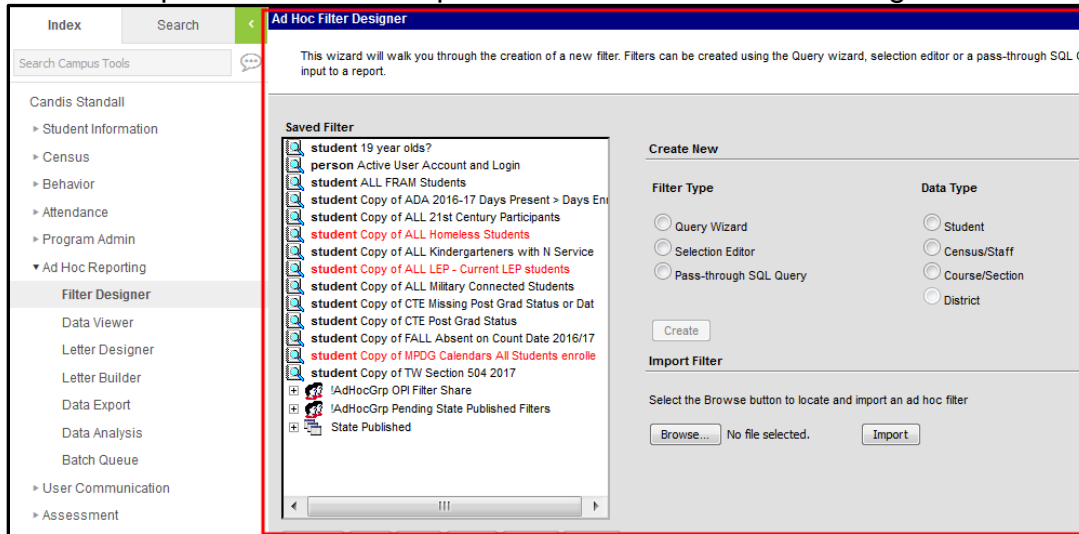 Index
Search
Search Campus Tools
Candis Standall
Student Information
Census
Behavior
Attendance
Program Admin
Ad Hoc Reporting
Filter Designer
Data Viewer
Letter Designer
Letter Builder
Data Export
Data Analysis
Batch Queue
User Communication
Assessment
Ad Hoc Filter Designer
This wizard will walk you through the creation of a new filter. Filters can be created using the Query wizard, selection editor or a pass-through SQL
input to a report.
Saved Filter
student 19 year olds?
person Active User Account and Login
student ALL FRAM Students
student Copy of ADA 2016-17 Days Present > Days Enr
student Copy of ALL 21st Century Participants
student Copy of ALL Homeless Students
student Copy of ALL Kindergarteners with N Service
student Copy of ALL LEP - Current LEP students
student Copy of ALL Military Connected Students
student Copy of CTE Missing Post Grad Status or Dat
student Copy of CTE Post Grad Status
student Copy of FALL Absent on Count Date 2016/17
student Copy of MPDG Calendars All Students enrolle
student Copy of TW Section 504 2017
!AdHocGrp OPI Filter Share
!AdHocGrp Pending State Published Filters
State Published
Create New
Filter Type
Data Type
Query Wizard
Student
Selection Editor
Census/Staff
Pass-through SQL Query
Course/Section
District
Create
Import Filter
Select the Browse button to locate and import an ad hoc filter
Browse... No file selected. Import